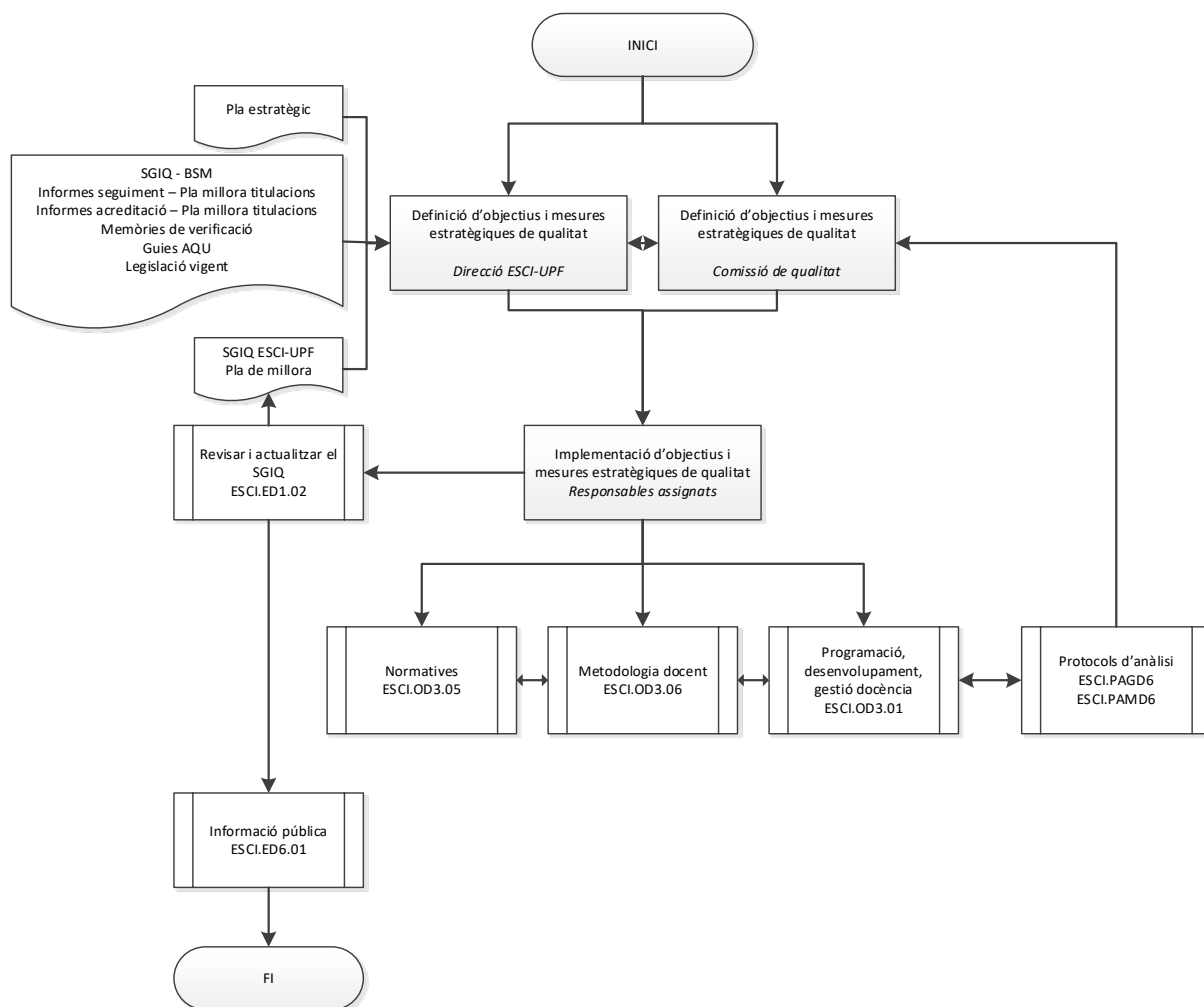 INICI
Pla estratègic
SGIQ - BSM
Informes seguiment – Pla millora titulacions
Informes acreditació – Pla millora titulacions
Memòries de verificació
Guies AQU
Legislació vigent
Definició d'objectius i mesures
estratègiques de qualitat
Direcció ESCI-UPF
Definició d'objectius i mesures
estratègiques de qualitat
Comissió de qualitat
SGIQ ESCI-UPF
Pla de millora
Revisar i actualitzar el
SGIQ
ESCI.ED1.02
Implementació d'objectius i
mesures estratègiques de qualitat
Responsables assignats
Normatives
ESCI.OD3.05
Metodologia docent
ESCI.OD3.06
Programació,
desenvolupament,
gestió docència
ESCI.OD3.01
Protocols d'anàlisi
ESCI.PAGD6
ESCI.PAMD6
Informació pública
ESCI.ED6.01
FI